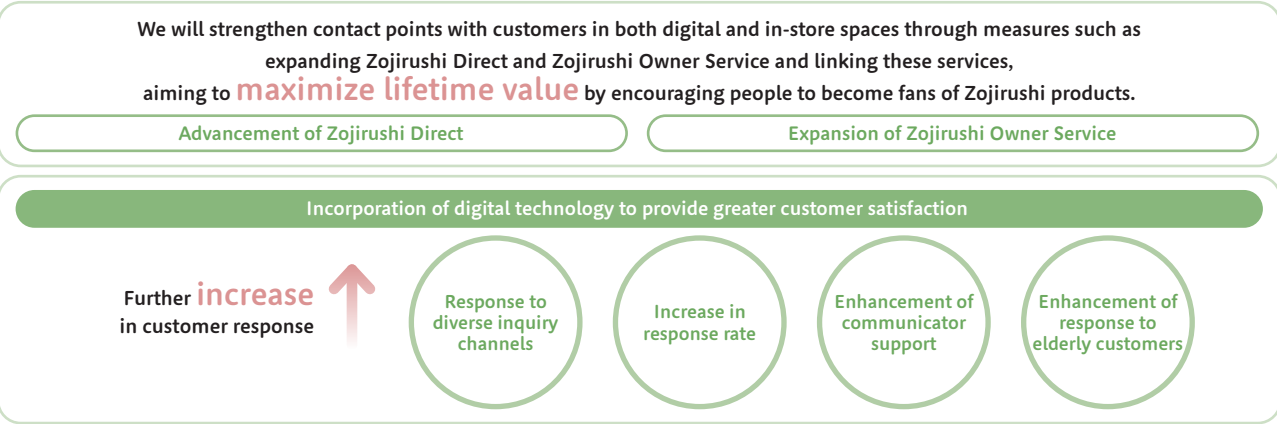 We will strengthen contact points with customers in both digital and in-store spaces through measures such as
expanding Zojirushi Direct and Zojirushi Owner Service and linking these services,
aiming to maximize lifetime value by encouraging people to become fans of Zojirushi products.
Advancement of Zojirushi Direct
Expansion of Zojirushi Owner Service
Incorporation of digital technology to provide greater customer satisfaction
Further increase
in customer response
Response to
diverse inquiry
channels
Increase in
response rate
Enhancement of
communicator
support
Enhancement of
response to
elderly customers